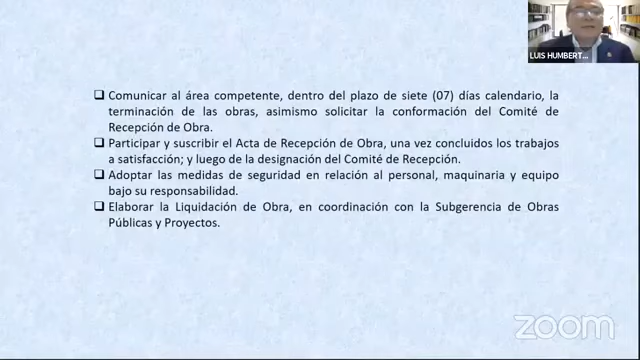 LUIS HUMBERT...
❑ Comunicar al área competente, dentro del plazo de siete (07) días calendario, la
terminación de las obras, asimismo solicitar la conformación del Comité de
Recepción de Obra.
❑ Participar y suscribir el Acta de Recepción de Obra, una vez concluidos los trabajos
a satisfacción; y luego de la designación del Comité de Recepción.
❑ Adoptar las medidas de seguridad en relación al personal, maquinaria y equipo
bajo su responsabilidad.
❑ Elaborar la Liquidación de Obra, en coordinación con la Subgerencia de Obras
Públicas y Proyectos.
zoom